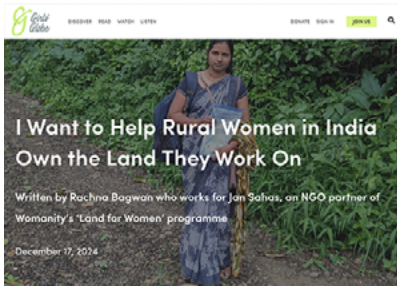 Girls' Globe
DISCOVER READ WATCH LISTEN
DONATE SIGN IN JOIN US
I Want to Help Rural Women in India
Own the Land They Work On
Written by Rachna Bagwan who works for Jan Sahas, an NGO partner of
Womanity's 'Land for Women' programme
December 17, 2024